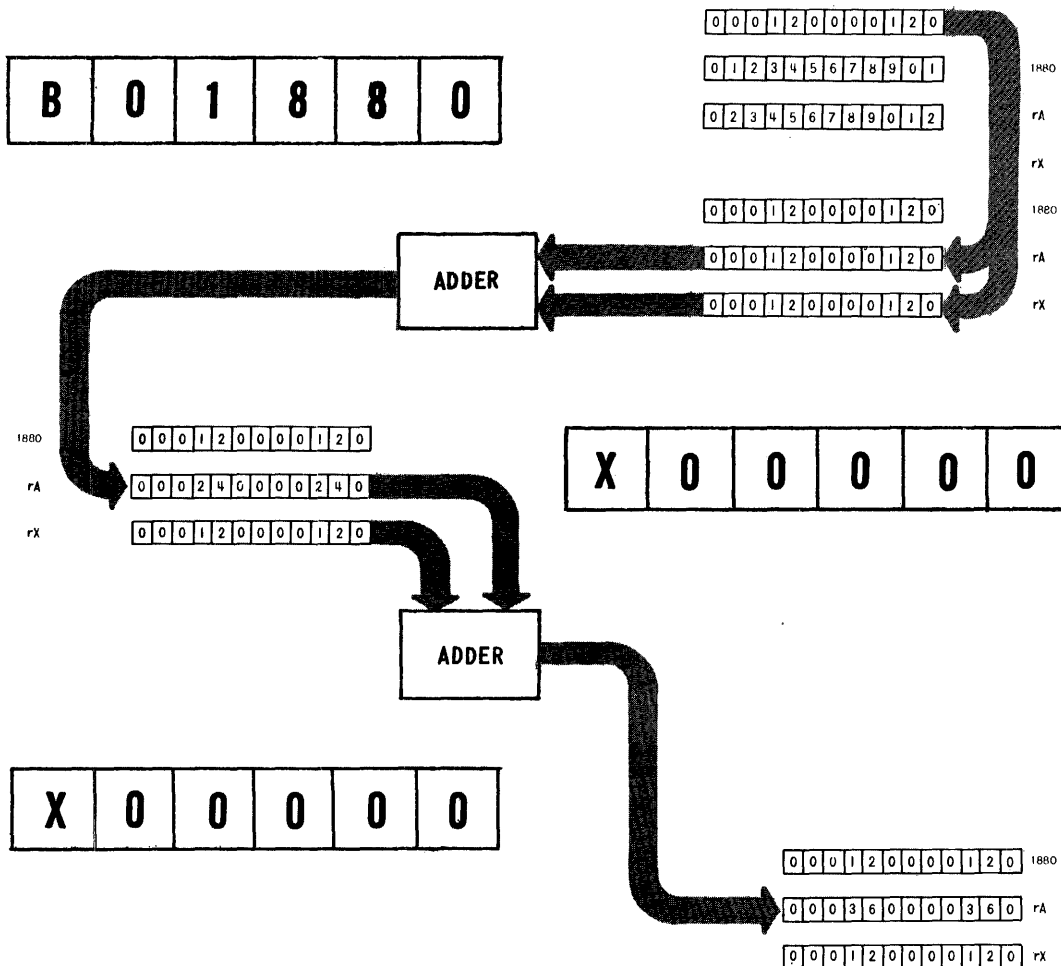 0 0 0 1 2 0 0 0 0 1 2 0
B 0 1 8 8 0
0 1 2 3 4 5 6 7 8 9 0 1 1880
0 2 3 4 5 6 7 8 9 0 1 2 rA
rX
0 0 0 1 2 0 0 0 0 1 2 0 1880
0 0 0 1 2 0 0 0 0 1 2 0 rA
ADDER
0 0 0 1 2 0 0 0 0 1 2 0 rX
1880 0 0 0 1 2 0 0 0 0 1 2 0
X 0 0 0 0 0
rA 0 0 0 2 4 0 0 0 0 2 4 0
rX 0 0 0 1 2 0 0 0 0 1 2 0
ADDER
X 0 0 0 0 0
0 0 0 1 2 0 0 0 0 1 2 0 1880
0 0 0 3 6 0 0 0 0 3 6 0 rA
0 0 0 1 2 0 0 0 0 1 2 0 rX